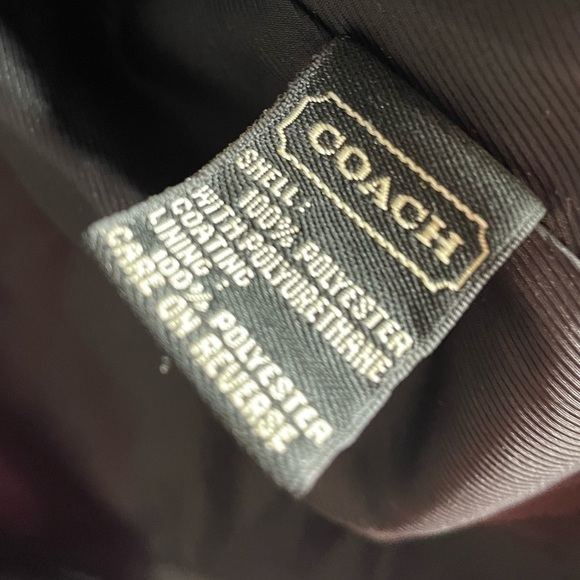 COACH
SHELL:
100% POLYESTER
WITH POLYURETHANE
COATING
LINING:
100% POLYESTER
CARE ON REVERSE